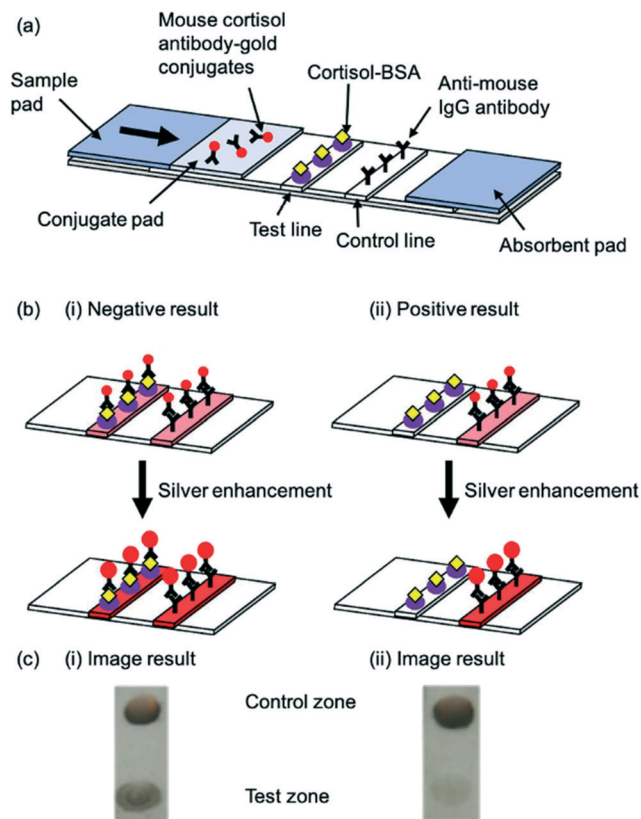 (a)
Mouse cortisol
antibody-gold
conjugates
Sample
pad
Cortisol-BSA
Anti-mouse
IgG antibody
Conjugate pad
Test line
Control line
Absorbent pad
(b) (i) Negative result (ii) Positive result
Silver enhancement Silver enhancement
(c) (i) Image result (ii) Image result
Control zone
Test zone